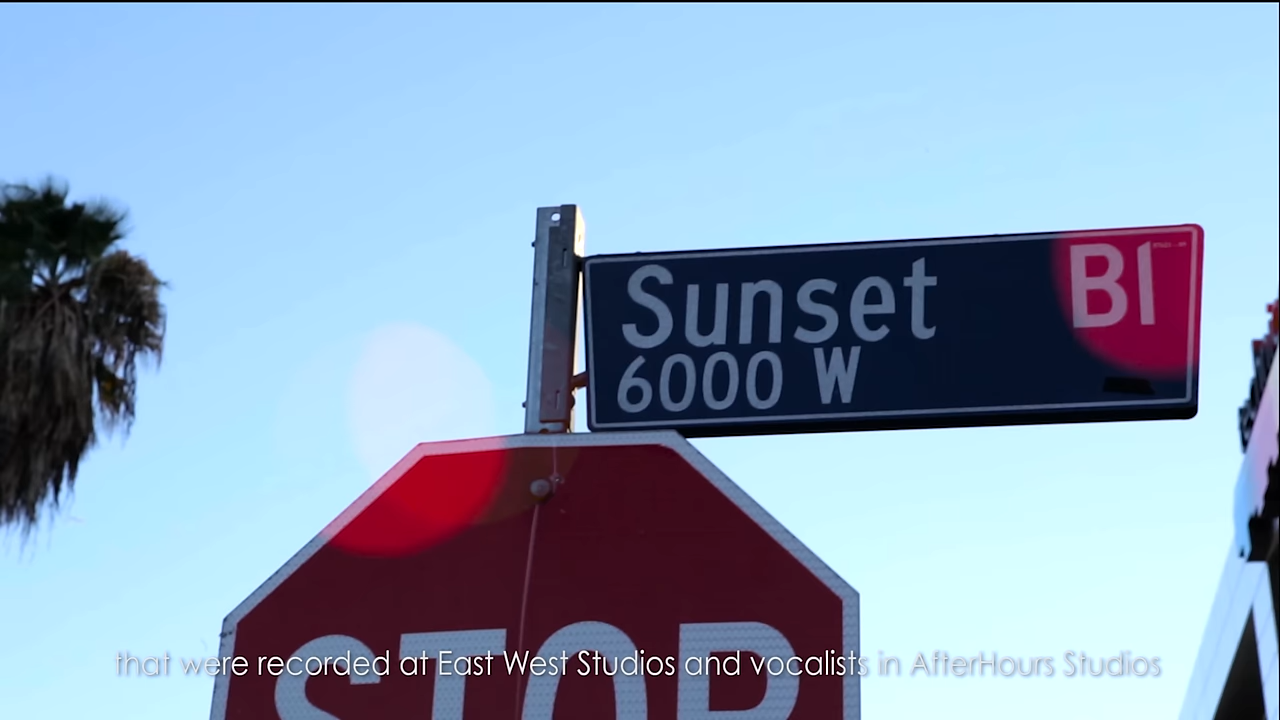 Sunset Bl
6000 W
STOP
that were recorded at East West Studios and vocalists in AfterHours Studios